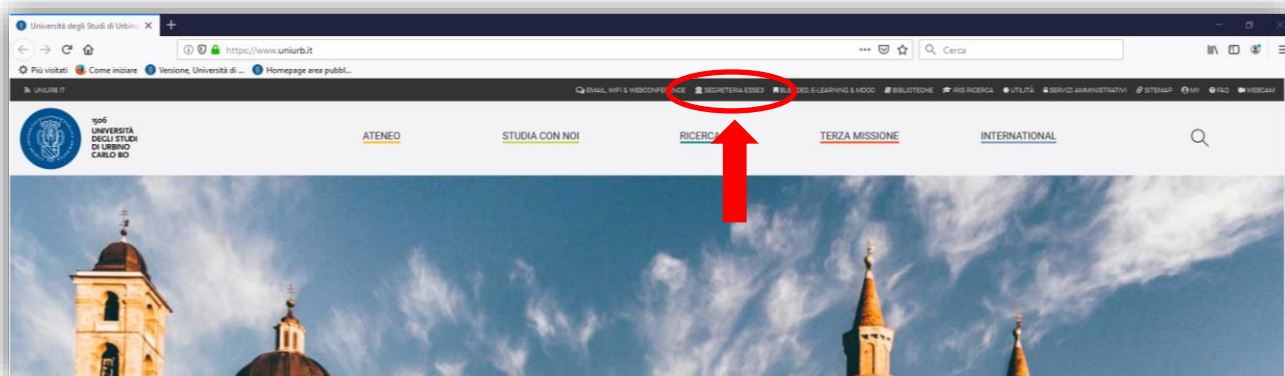 Università degli Studi di Urbino
https://www.uniurb.it
Cerca
Più visitati Come iniziare Versione, Università di ... Homepage area pubbl...
UNIURB IT
EMAIL, WIFI & WEBCONFERENCE SEGRETERIA ESSE3 BLENDED, E-LEARNING & MOOC BIBLIOTECHE IRIS RICERCA UTILITÀ SERVIZI AMMINISTRATIVI SITEMAP MY FAQ WEBCAM
1506
UNIVERSITÀ
DEGLI STUDI
DI URBINO
CARLO BO
ATENEO STUDIA CON NOI RICERCA TERZA MISSIONE INTERNATIONAL